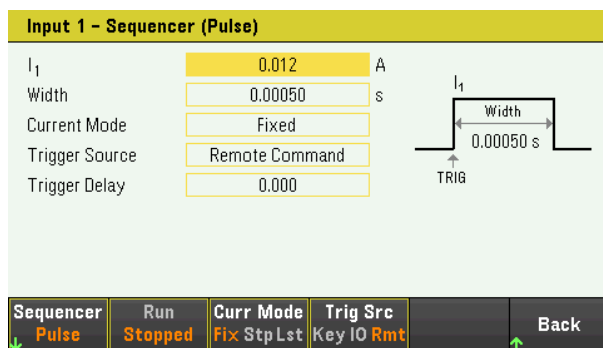 Input 1 – Sequencer (Pulse)
I1 0.012 A
Width 0.00050 s
Current Mode Fixed
Trigger Source Remote Command
Trigger Delay 0.000
I1
Width
0.00050 s
TRIG
Sequencer Run Curr Mode Trig Src
Pulse Stopped Fix Stp Lst Key IO Rmt Back